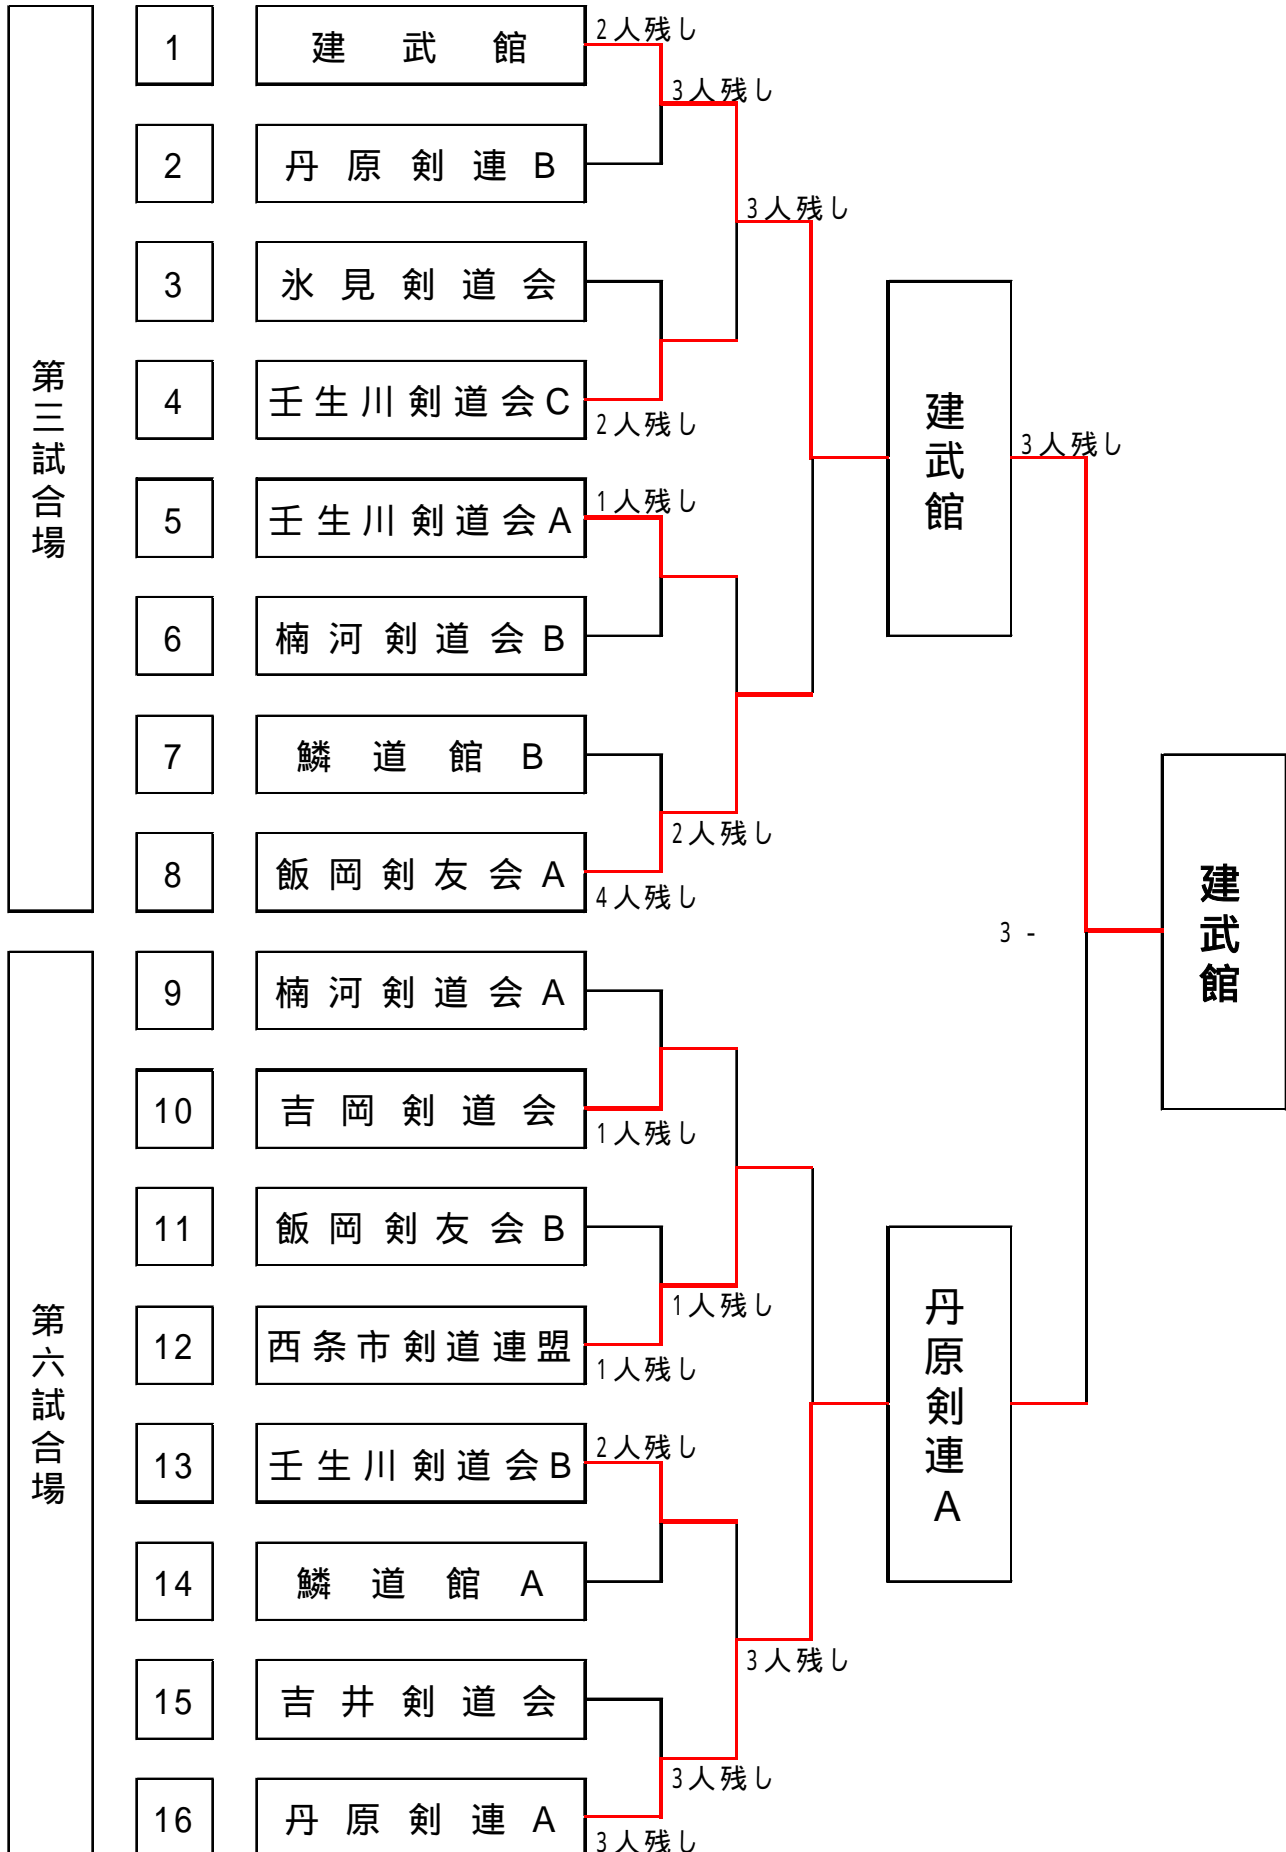 第三試合場
1 建武館 2人残し
3人残し
2 丹原剣連B
3人残し
3 氷見剣道会
4 壬生川剣道会C
2人残し
建武館
3人残し
5 壬生川剣道会A 1人残し
6 楠河剣道会B
7 鱗道館B
2人残し
8 飯岡剣友会A
4人残し
建武館
3 -
第六試合場
9 楠河剣道会A
10 吉岡剣道会
1人残し
11 飯岡剣友会B
1人残し
12 西条市剣道連盟
1人残し
丹原剣連A
13 壬生川剣道会B 2人残し
14 鱗道館A
3人残し
15 吉井剣道会
3人残し
16 丹原剣連A
3人残し